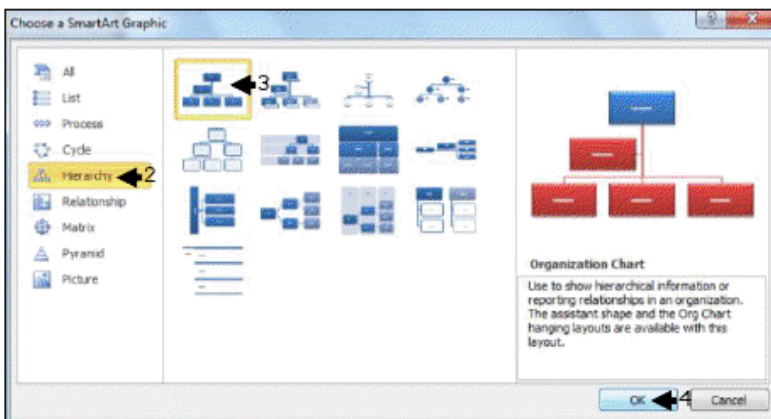 Choose a SmartArt Graphic
All
List
Process
Cycle
Hierarchy
Relationship
Matrix
Pyramid
Picture
2
3
Organization Chart
Use to show hierarchical information or
reporting relationships in an organization.
The assistant shape and the Org Chart
hanging layouts are available with this
layout.
OK
4
Cancel